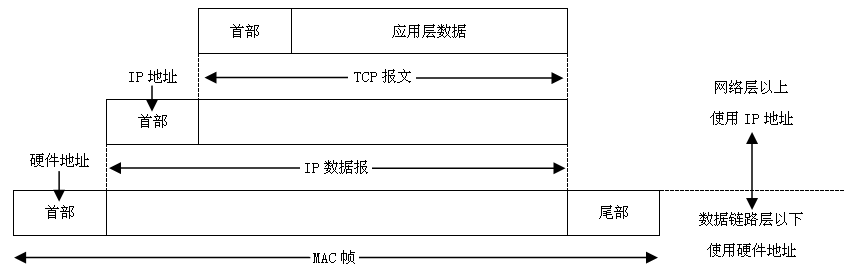 首部
应用层数据
TCP 报文
IP 地址
网络层以上
使用 IP 地址
首部
IP 数据报
硬件地址
首部
尾部
数据链路层以下
使用硬件地址
MAC 帧